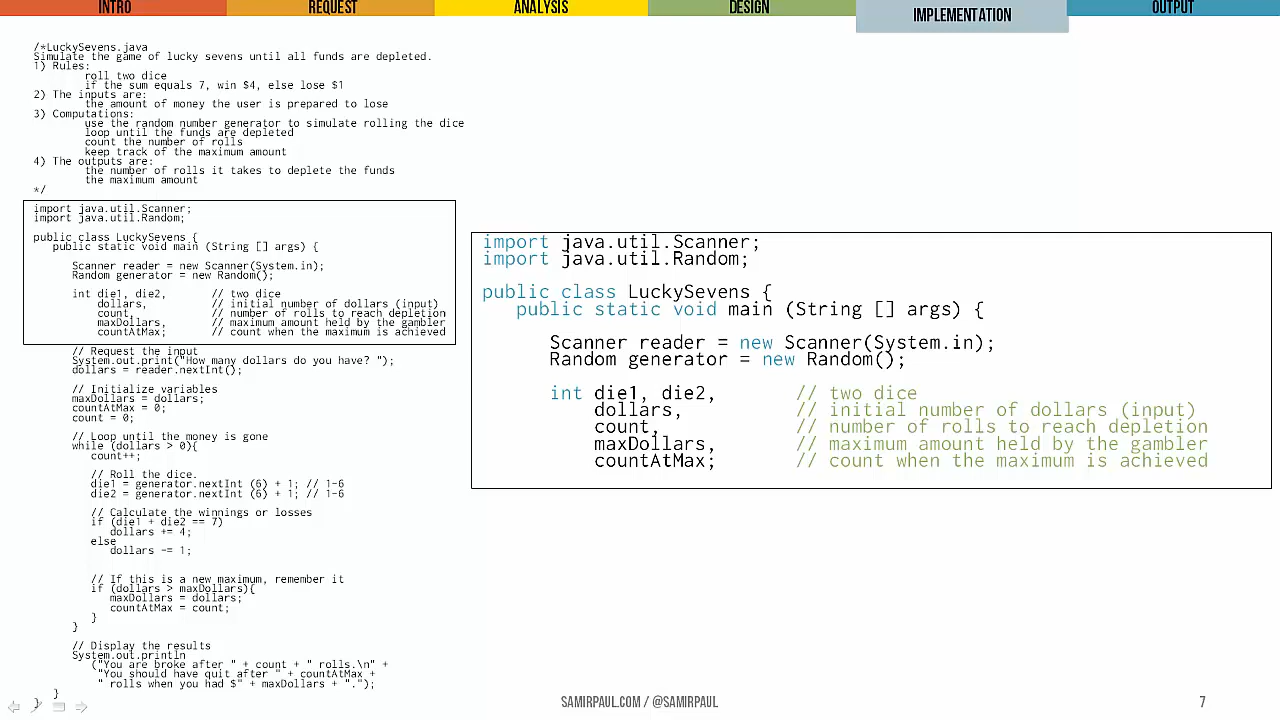 INTRO
REQUEST
ANALYSIS
DESIGN
IMPLEMENTATION
OUTPUT
/*LuckySevens.java
Simulate the game of lucky sevens until all funds are depleted.
1) Rules:
roll two dice
if the sum equals 7, win $4, else lose $1
2) The inputs are:
the amount of money the user is prepared to lose
3) Computations:
use the random number generator to simulate rolling the dice
loop until the funds are depleted
count the number of rolls
keep track of the maximum amount
4) The outputs are:
the number of rolls it takes to deplete the funds
the maximum amount
*/
import java.util.Scanner;
import java.util.Random;
public class LuckySevens {
public static void main (String [] args) {
Scanner reader = new Scanner(System.in);
Random generator = new Random();
int die1, die2, // two dice
dollars, // initial number of dollars (input)
count, // number of rolls to reach depletion
maxDollars, // maximum amount held by the gambler
countAtMax; // count when the maximum is achieved
// Request the input
System.out.print("How many dollars do you have? ");
dollars = reader.nextInt();
// Initialize variables
maxDollars = dollars;
countAtMax = 0;
count = 0;
// Loop until the money is gone
while (dollars > 0){
count++;
// Roll the dice.
die1 = generator.nextInt (6) + 1; // 1-6
die2 = generator.nextInt (6) + 1; // 1-6
// Calculate the winnings or losses
if (die1 + die2 == 7)
dollars += 4;
else
dollars -= 1;
// If this is a new maximum, remember it
if (dollars > maxDollars){
maxDollars = dollars;
countAtMax = count;
}
}
// Display the results
System.out.println
("You are broke after " + count + " rolls.\n" +
"You should have quit after " + countAtMax +
" rolls when you had $" + maxDollars + ".");
}
}
import java.util.Scanner;
import java.util.Random;
public class LuckySevens {
public static void main (String [] args) {
Scanner reader = new Scanner(System.in);
Random generator = new Random();
int die1, die2, // two dice
dollars, // initial number of dollars (input)
count, // number of rolls to reach depletion
maxDollars, // maximum amount held by the gambler
countAtMax; // count when the maximum is achieved
SAMIRPAUL.COM / @SAMIRPAUL
7